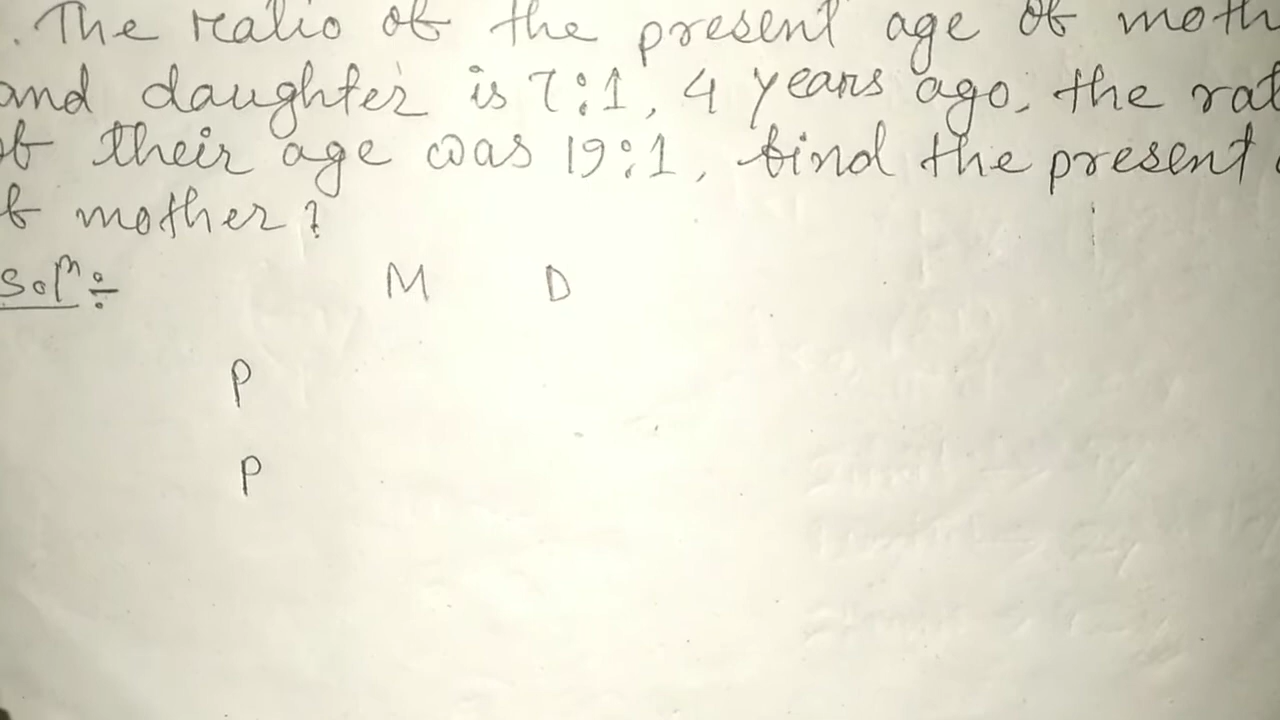 . The ratio of the present age of moth
and daughter is 7:1, 4 years ago, the rat
of their age was 19:1, find the present a
f mother?
Solⁿ÷ M D
P
P